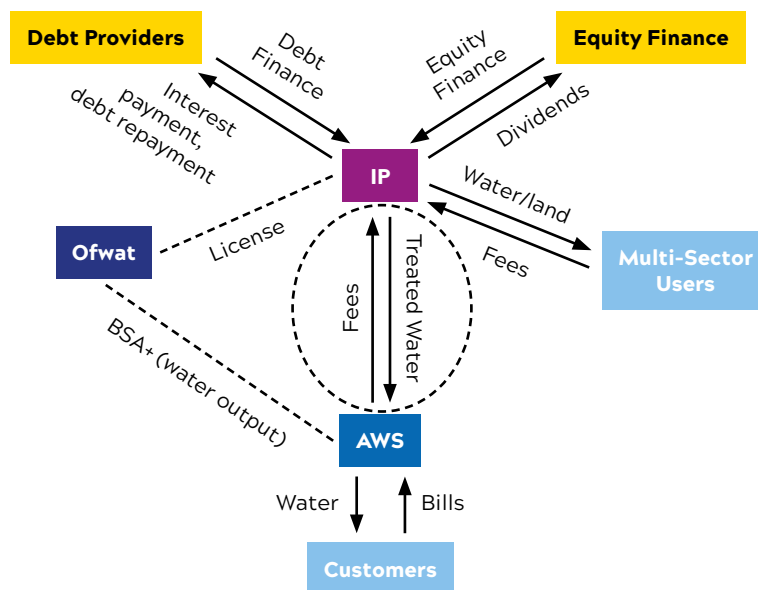 Debt Providers
Equity Finance
Debt
Finance
Equity
Finance
Interest
payment,
debt repayment
Dividends
IP
Water/land
License
Fees
Ofwat
Multi-Sector
Users
Fees
Treated Water
BSA+ (water output)
AWS
Water
Bills
Customers